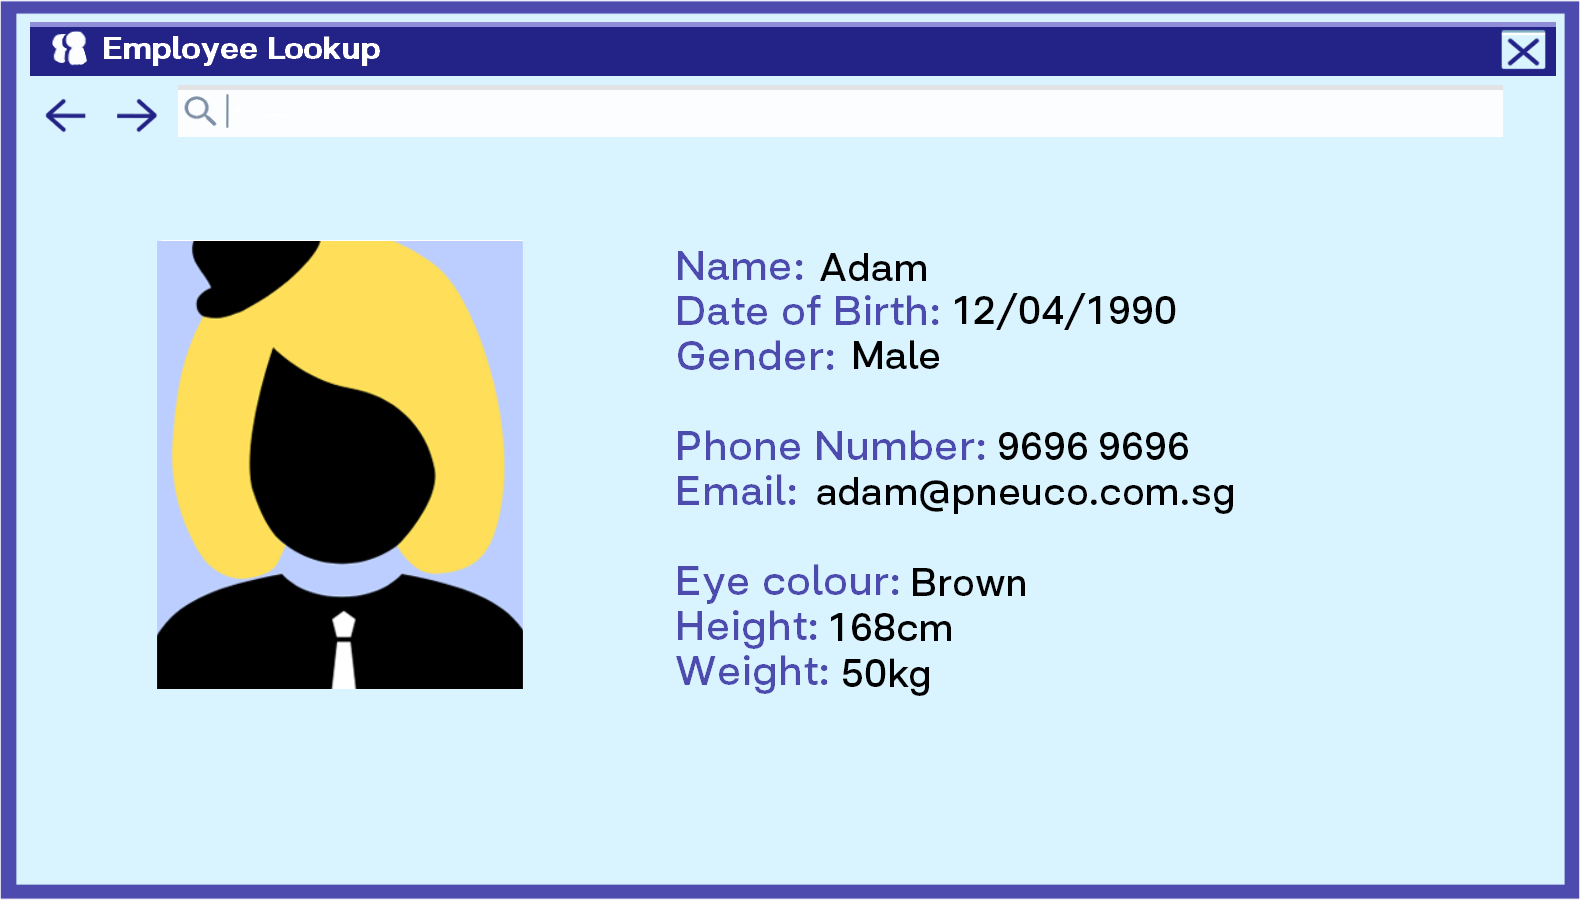 Employee Lookup
Name: Adam
Date of Birth: 12/04/1990
Gender: Male
Phone Number: 9696 9696
Email: adam@pneuco.com.sg
Eye colour: Brown
Height: 168cm
Weight: 50kg